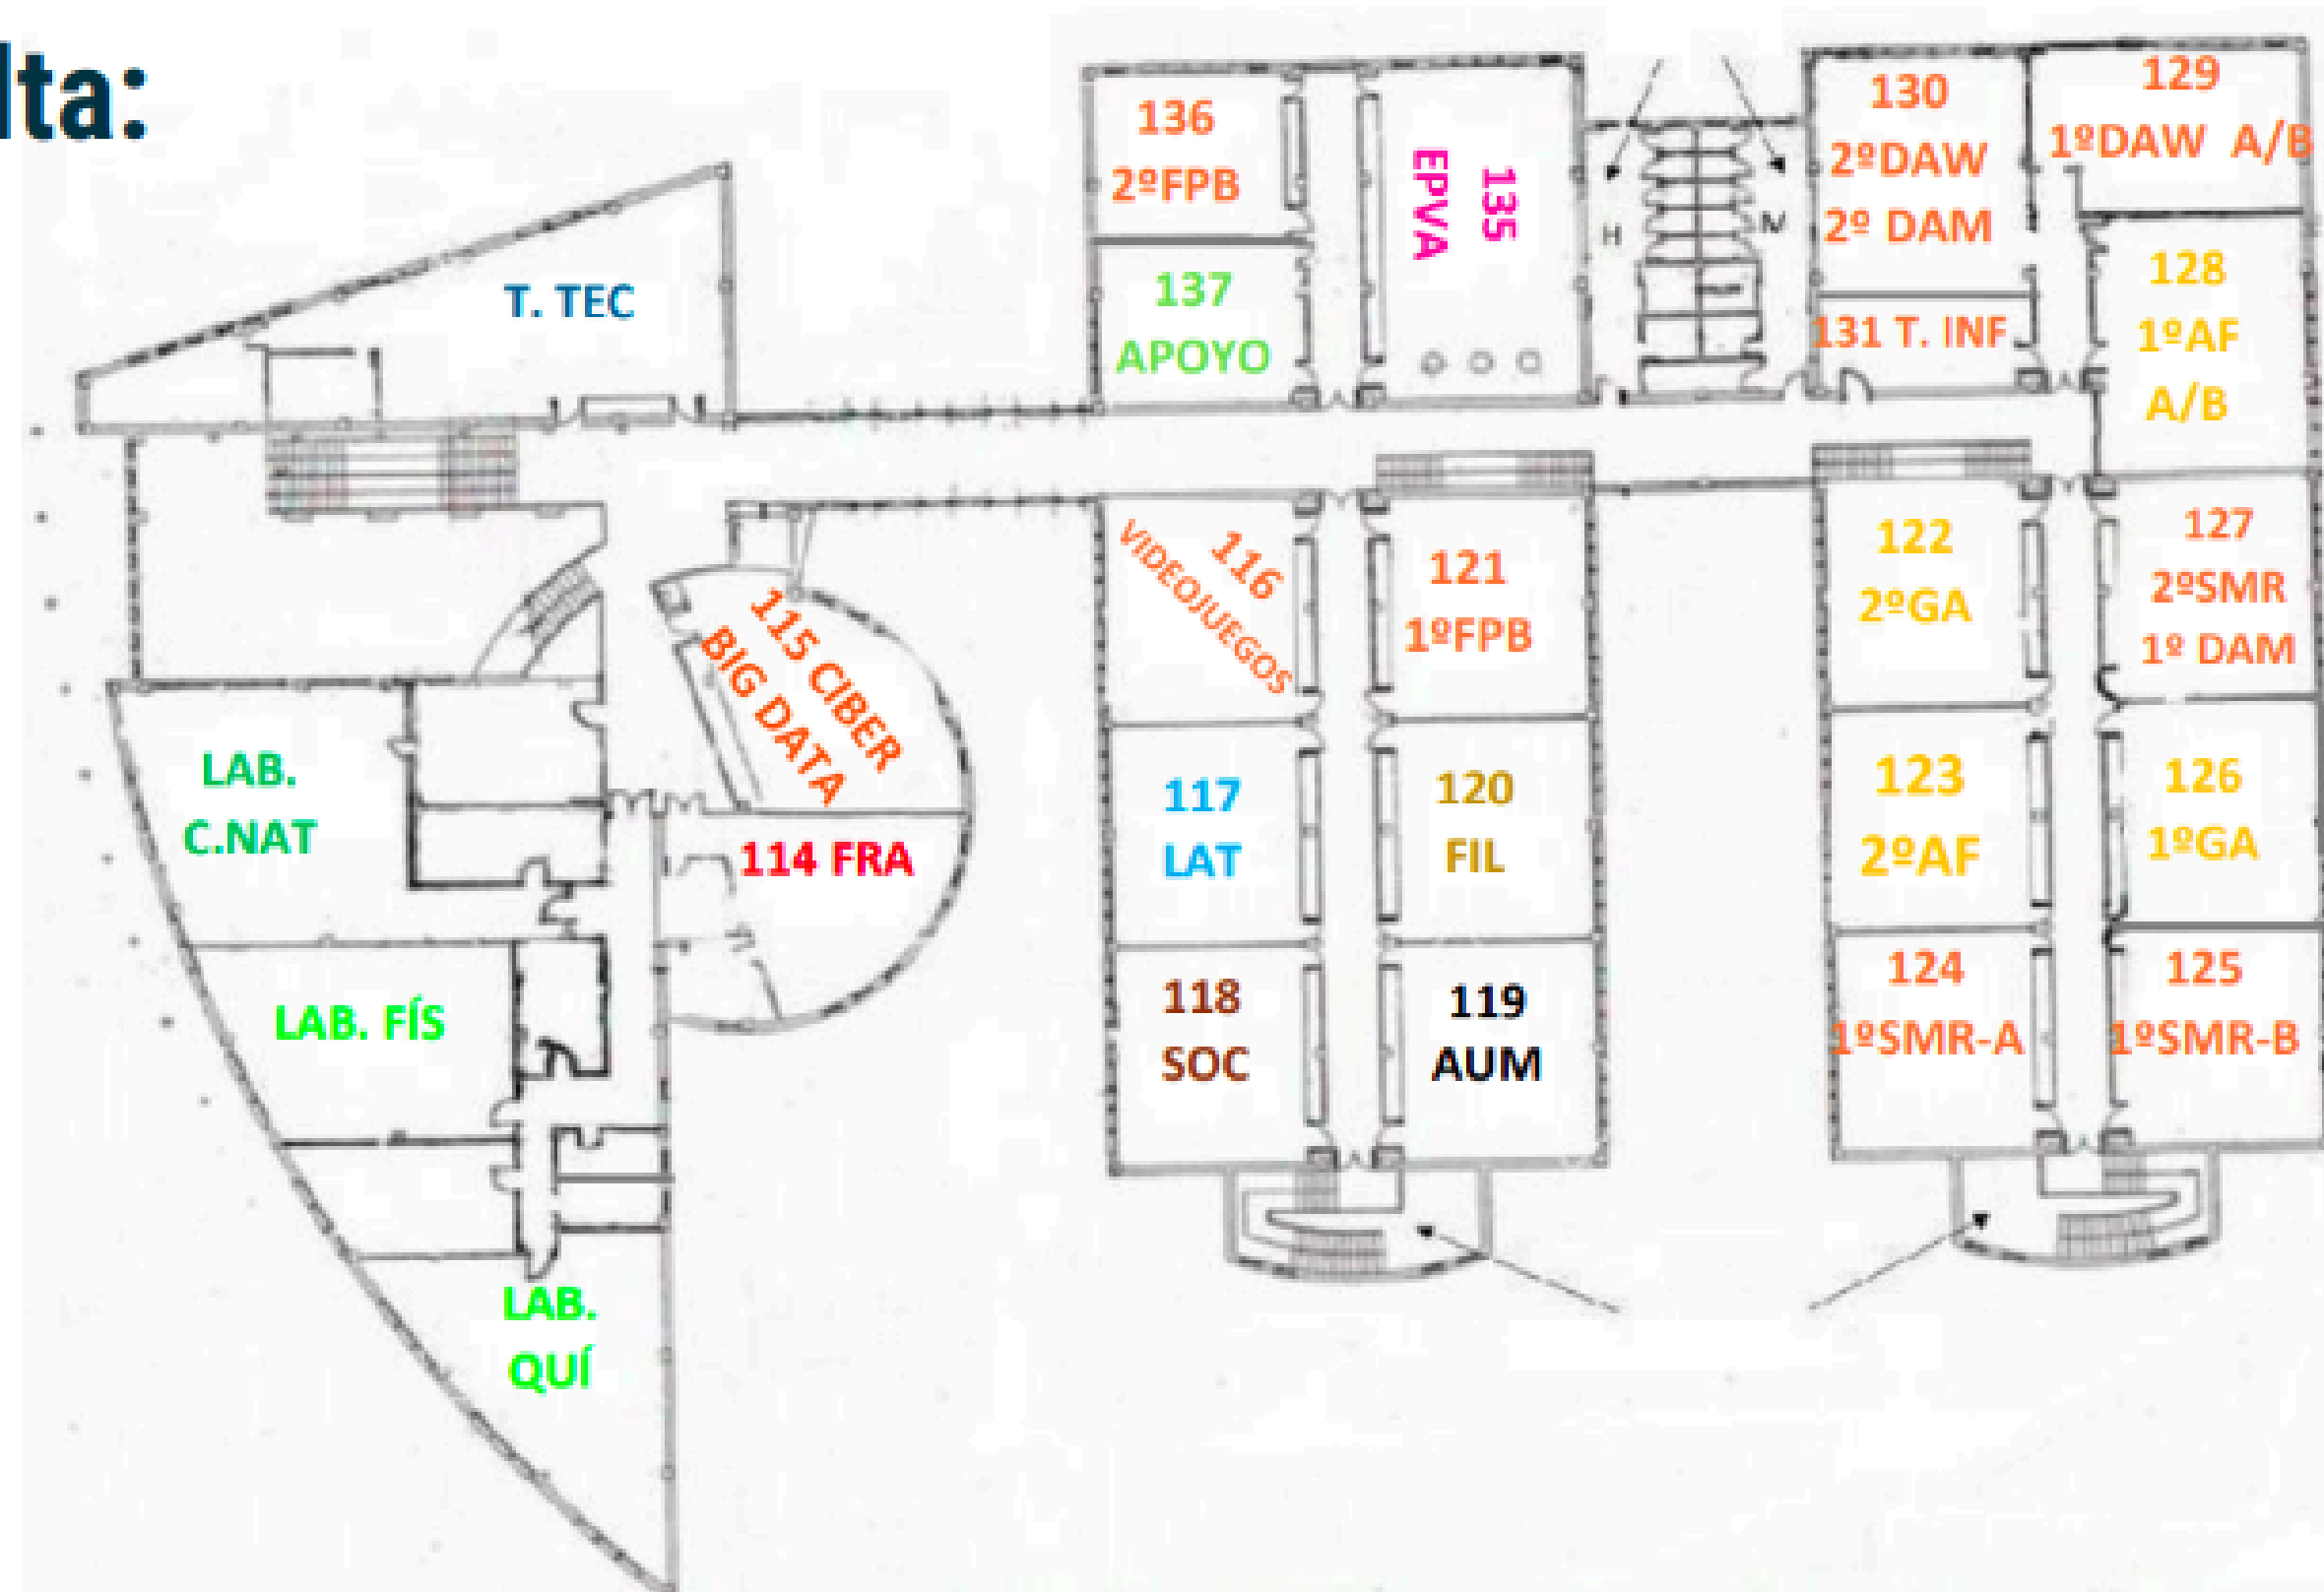 lta:
136
2ºFPB
137
APOYO
135
EPVA
H
M
130
2ºDAW
2º DAM
131 T. INF
129
1ºDAW A/B
128
1ºAF
A/B
T. TEC
116
VIDEOJUEGOS
121
1ºFPB
122
2ºGA
127
2ºSMR
1º DAM
115 CIBER
BIG DATA
LAB.
C.NAT
114 FRA
117
LAT
120
FIL
123
2ºAF
126
1ºGA
LAB. FÍS
118
SOC
119
AUM
124
1ºSMR-A
125
1ºSMR-B
LAB.
QUÍ